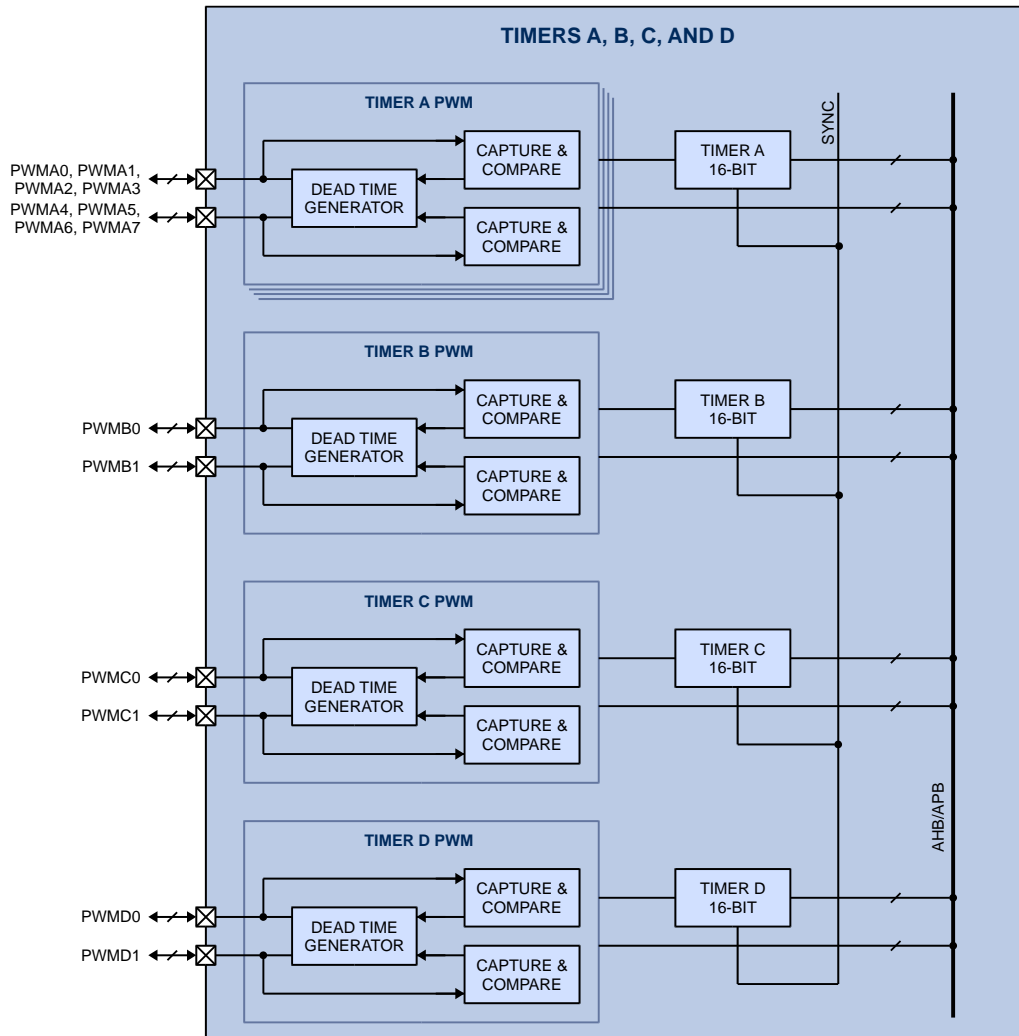 TIMERS A, B, C, AND D
TIMER A PWM
SYNC
PWMA0, PWMA1,
PWMA2, PWMA3
PWMA4, PWMA5,
PWMA6, PWMA7
DEAD TIME
GENERATOR
CAPTURE &
COMPARE
CAPTURE &
COMPARE
TIMER A
16-BIT
TIMER B PWM
PWMB0
PWMB1
DEAD TIME
GENERATOR
CAPTURE &
COMPARE
CAPTURE &
COMPARE
TIMER B
16-BIT
TIMER C PWM
PWMC0
PWMC1
DEAD TIME
GENERATOR
CAPTURE &
COMPARE
CAPTURE &
COMPARE
TIMER C
16-BIT
AHB/APB
TIMER D PWM
PWMD0
PWMD1
DEAD TIME
GENERATOR
CAPTURE &
COMPARE
CAPTURE &
COMPARE
TIMER D
16-BIT